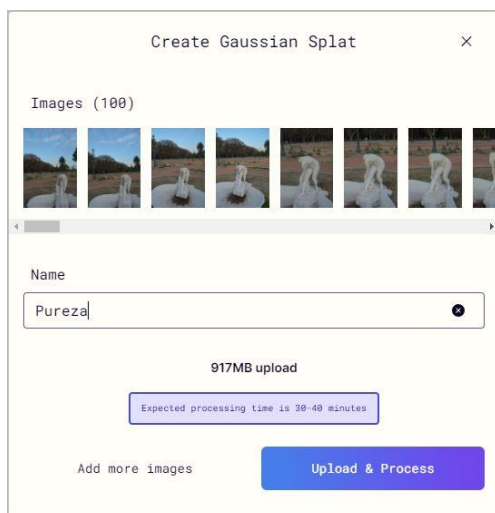 Create Gaussian Splat
Images (100)
Name
Pureza
917MB upload
Expected processing time is 30-40 minutes
Add more images
Upload & Process